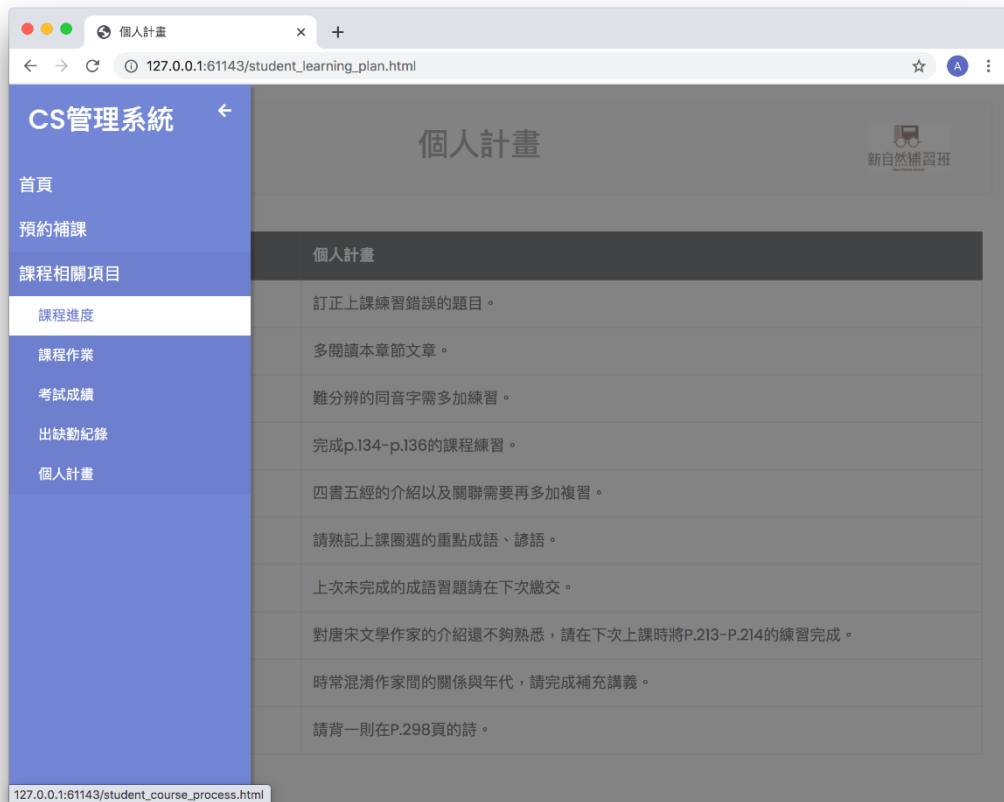 個人計畫
127.0.0.1:61143/student_learning_plan.html
A
CS管理系統
首頁
預約補課
課程相關項目
課程進度
課程作業
考試成績
出缺勤紀錄
個人計畫
個人計畫
新自然補習班
個人計畫
訂正上課練習錯誤的題目。
多閱讀本章節文章。
難分辨的同音字需多加練習。
完成p.134-p.136的課程練習。
四書五經的介紹以及關聯需要再多加複習。
請熟記上課圈選的重點成語、諺語。
上次未完成的成語習題請在下次繳交。
對唐宋文學作家的介紹還不夠熟悉,請在下次上課時將P.213-P.214的練習完成。
時常混淆作家間的關係與年代,請完成補充講義。
請背一則在P.298頁的詩。
127.0.0.1:61143/student_course_process.html